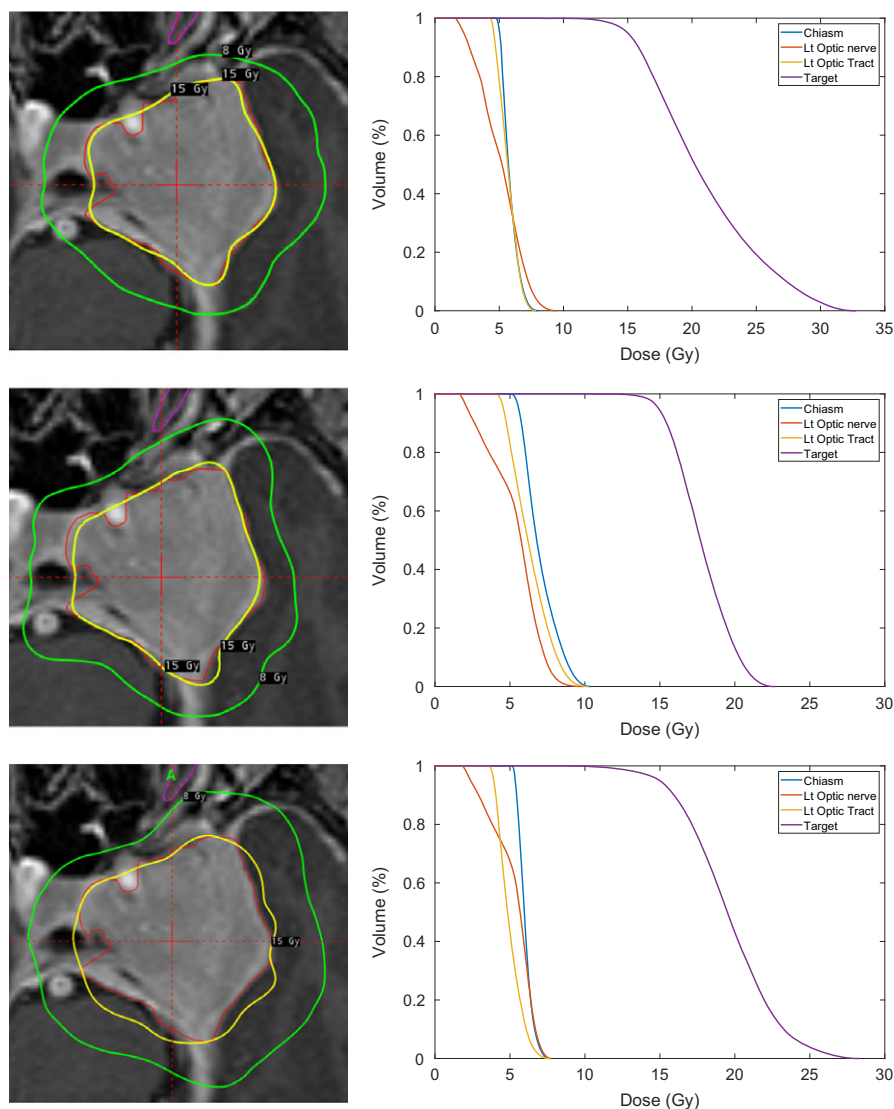 8 Gy
15 Gy
15 Gy
Chiasm
Lt Optic nerve
Lt Optic Tract
Target
Volume (%)
1
0.8
0.6
0.4
0.2
0
0 5 10 15 20 25 30 35
Dose (Gy)
15 Gy
15 Gy
8 Gy
Chiasm
Lt Optic nerve
Lt Optic Tract
Target
Volume (%)
1
0.8
0.6
0.4
0.2
0
0 5 10 15 20 25 30
Dose (Gy)
A
8 Gy
15 Gy
Chiasm
Lt Optic nerve
Lt Optic Tract
Target
Volume (%)
1
0.8
0.6
0.4
0.2
0
0 5 10 15 20 25 30
Dose (Gy)